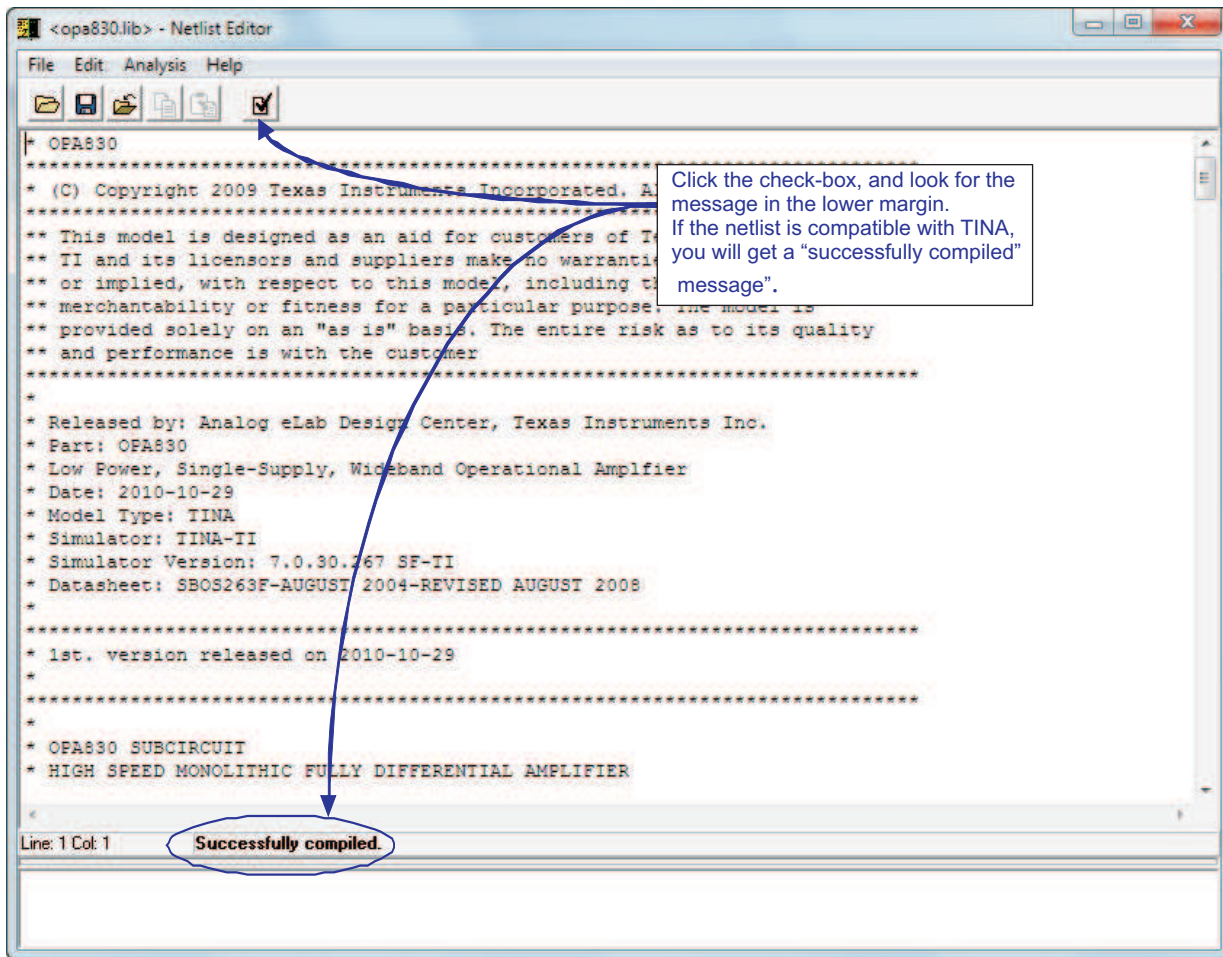 <opa830.lib> - Netlist Editor
File Edit Analysis Help
* OPA830
*****************************************************************************
* (C) Copyright 2009 Texas Instruments Incorporated. A
*****************************************************************************
** This model is designed as an aid for customers of Te
** TI and its licensors and suppliers make no warrantie
** or implied, with respect to this model, including t
** merchantability or fitness for a particular purpose. The model is
** provided solely on an "as is" basis. The entire risk as to its quality
** and performance is with the customer
*****************************************************************************
*
* Released by: Analog eLab Design Center, Texas Instruments Inc.
* Part: OPA830
* Low Power, Single-Supply, Wideband Operational Amplfier
* Date: 2010-10-29
* Model Type: TINA
* Simulator: TINA-TI
* Simulator Version: 7.0.30.267 SF-TI
* Datasheet: SBOS263F-AUGUST 2004-REVISED AUGUST 2008
*
*****************************************************************************
* 1st. version released on 2010-10-29
*
*****************************************************************************
*
* OPA830 SUBCIRCUIT
* HIGH SPEED MONOLITHIC FULLY DIFFERENTIAL AMPLIFIER
Click the check-box, and look for the
message in the lower margin.
If the netlist is compatible with TINA,
you will get a “successfully compiled”
message”.
Line: 1 Col: 1 Successfully compiled.